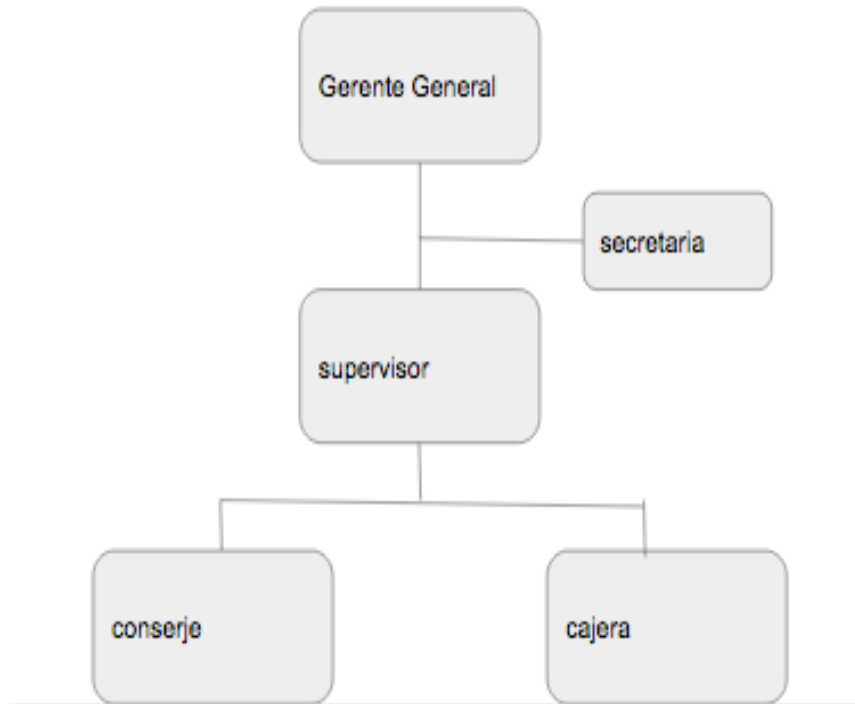 Gerente General
secretaria
supervisor
conserje
cajera